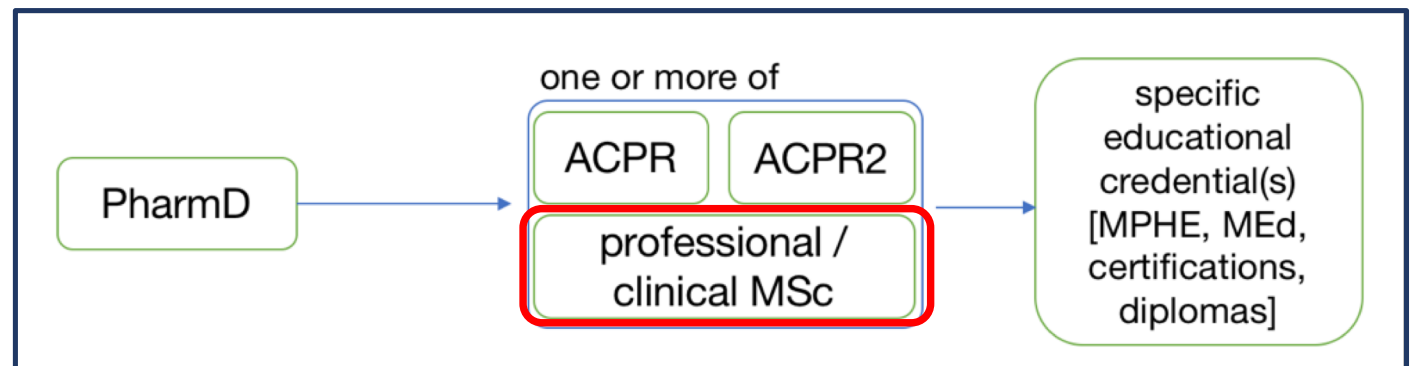 PharmD
one or more of
ACPR
ACPR2
professional /
clinical MSc
specific
educational
credential(s)
[MPHE, MEd,
certifications,
diplomas]